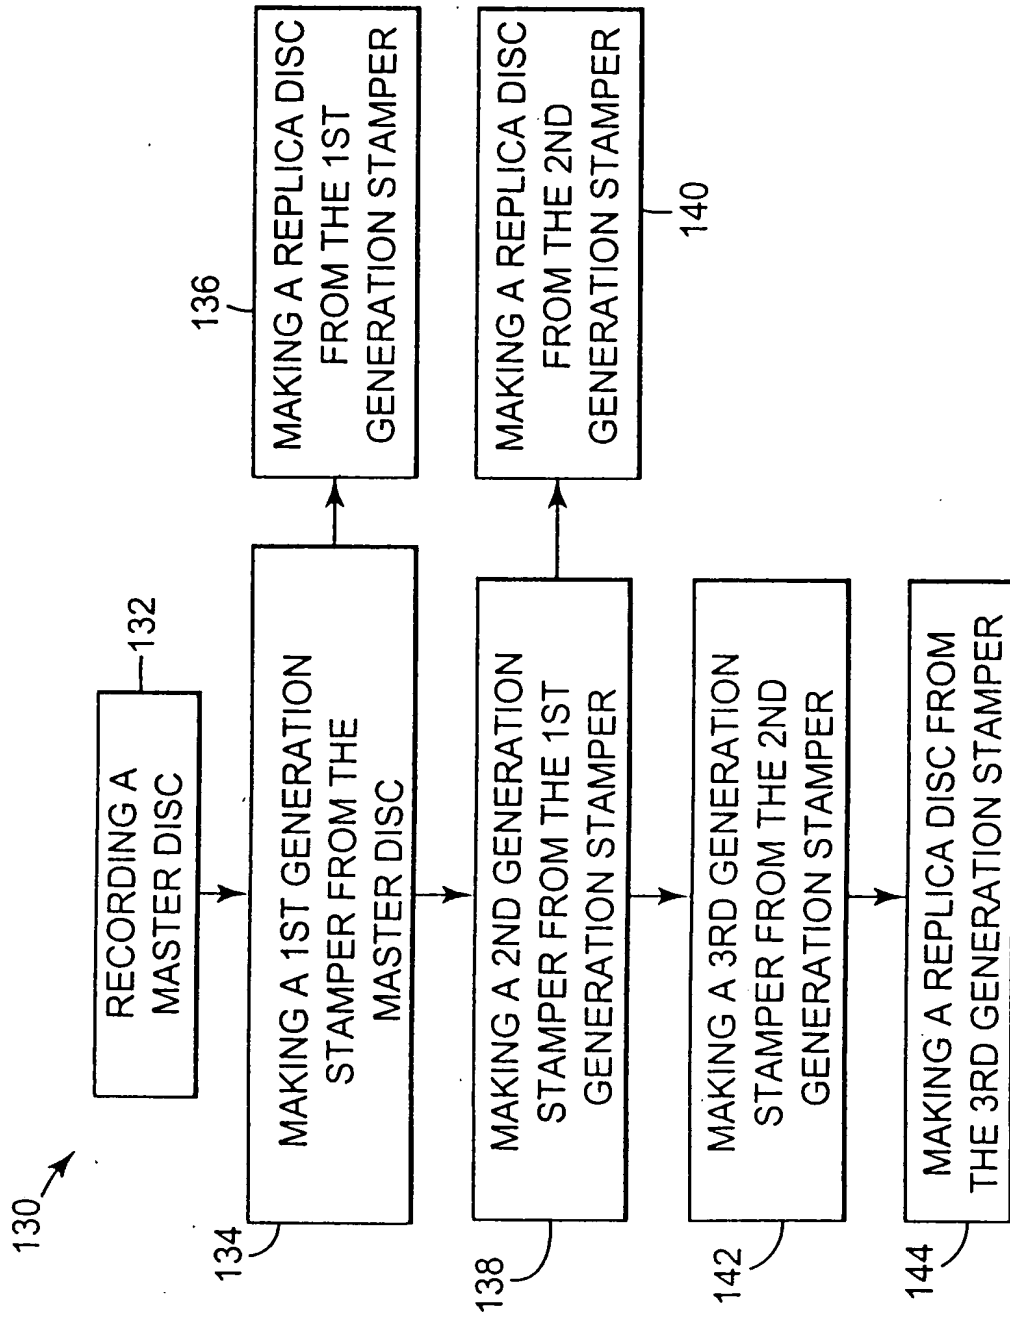 130
RECORDING A
MASTER DISC
132
134
MAKING A 1ST GENERATION
STAMPER FROM THE
MASTER DISC
136
MAKING A REPLICA DISC
FROM THE 1ST
GENERATION STAMPER
138
MAKING A 2ND GENERATION
STAMPER FROM THE 1ST
GENERATION STAMPER
MAKING A REPLICA DISC
FROM THE 2ND
GENERATION STAMPER
140
142
MAKING A 3RD GENERATION
STAMPER FROM THE 2ND
GENERATION STAMPER
144
MAKING A REPLICA DISC FROM
THE 3RD GENERATION STAMPER